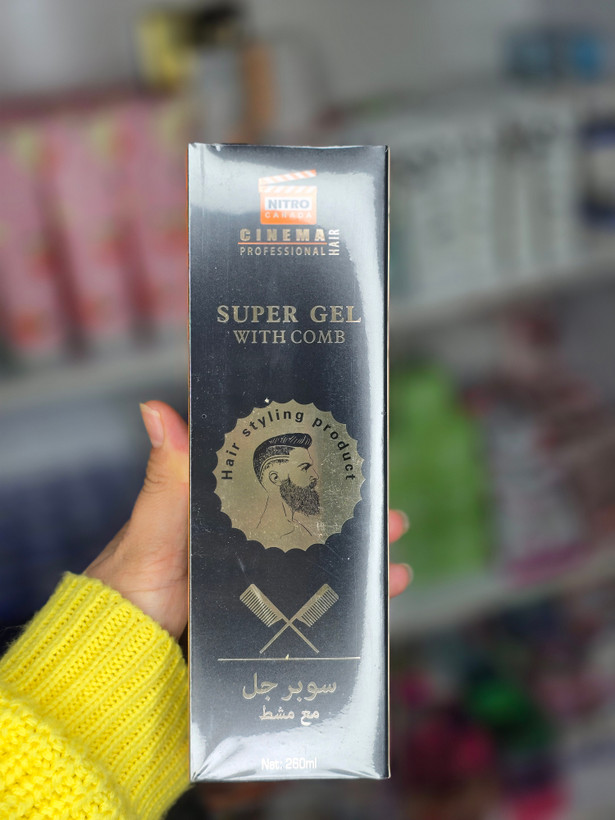 NITRO
CANADA
CINEMA
PROFESSIONAL HAIR
SUPER GEL
WITH COMB
Hair styling product
سوبر جل
مع مشط
Net: 260ml